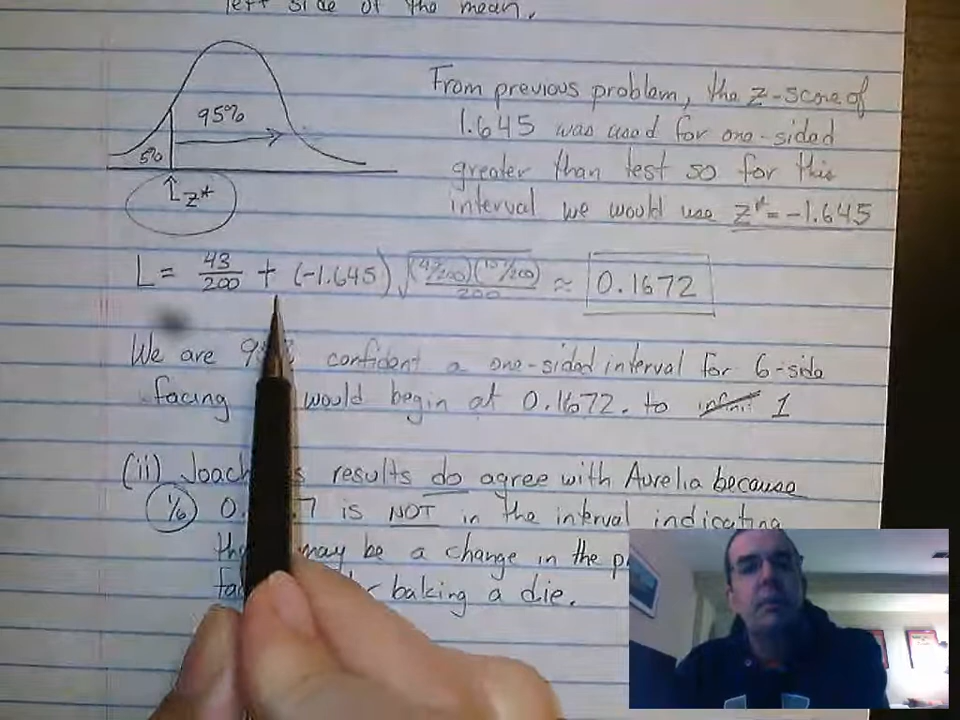 left side of the mean.
95%
5%
z*
From previous problem, the z-score of
1.645 was used for one-sided
greater than test so for this
interval we would use z* = -1.645
L = 43/200 + (-1.645) √((43/200)(157/200)/200) ≈ 0.1672
We are confident a one-sided interval for 6-side
facing would begin at 0.1672. to infinit 1
(ii) results do agree with Aurelia because
1/6 0. 7 is NOT in the interval indicating
may be a change in the
baking a die.